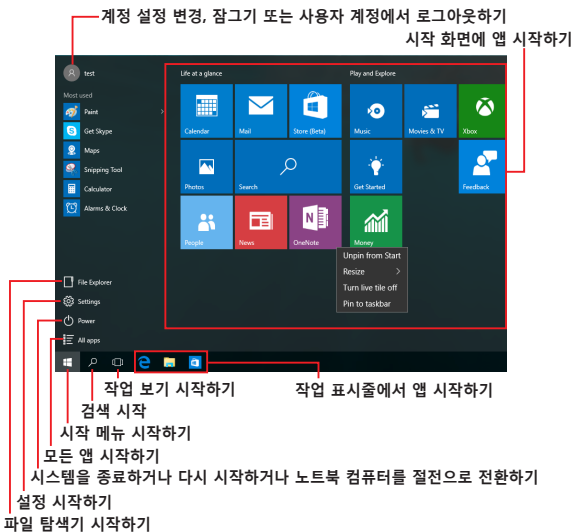 계정 설정 변경, 잠그기 또는 사용자 계정에서 로그아웃하기
시작 화면에 앱 시작하기
test
Most used
Paint
Get Skype
Maps
Snipping Tool
Calculator
Alarms & Clock
File Explorer
Settings
Power
All apps
Life at a glance
Calendar
Mail
Store (Beta)
Photos
Search
People
News
OneNote
Play and Explore
Music
Movies & TV
Xbox
Get Started
Feedback
Money
Unpin from Start
Resize
Turn live tile off
Pin to taskbar
작업 보기 시작하기
작업 표시줄에서 앱 시작하기
검색 시작
시작 메뉴 시작하기
모든 앱 시작하기
시스템을 종료하거나 다시 시작하거나 노트북 컴퓨터를 절전으로 전환하기
설정 시작하기
파일 탐색기 시작하기